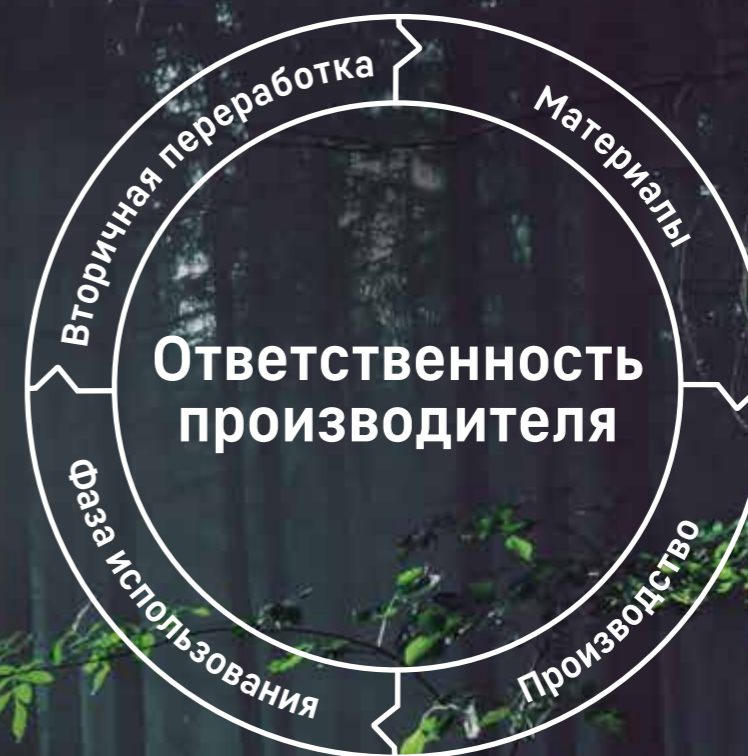 Ответственность
производителя
Материалы
Производство
Фаза использования
Вторичная переработка